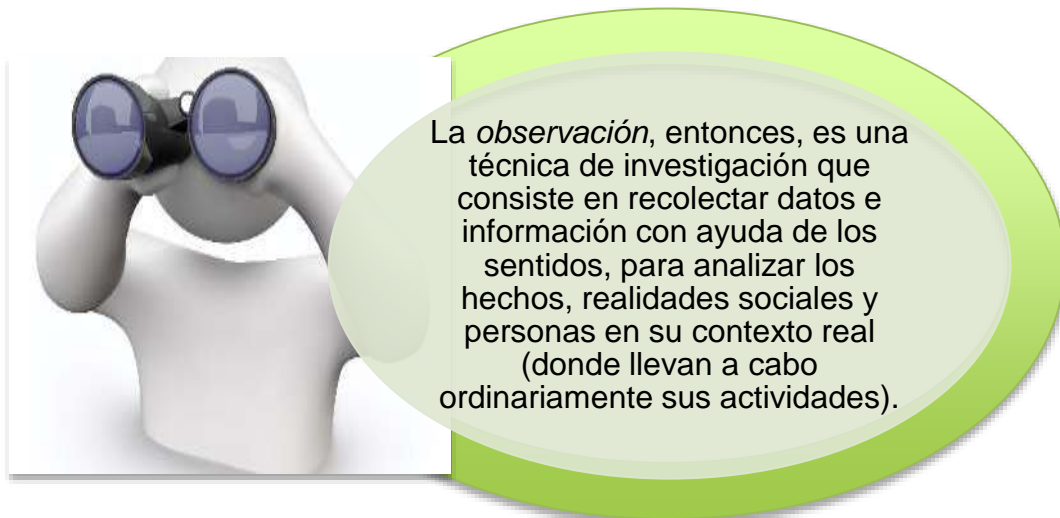 La observación, entonces, es una
técnica de investigación que
consiste en recolectar datos e
información con ayuda de los
sentidos, para analizar los
hechos, realidades sociales y
personas en su contexto real
(donde llevan a cabo
ordinariamente sus actividades).